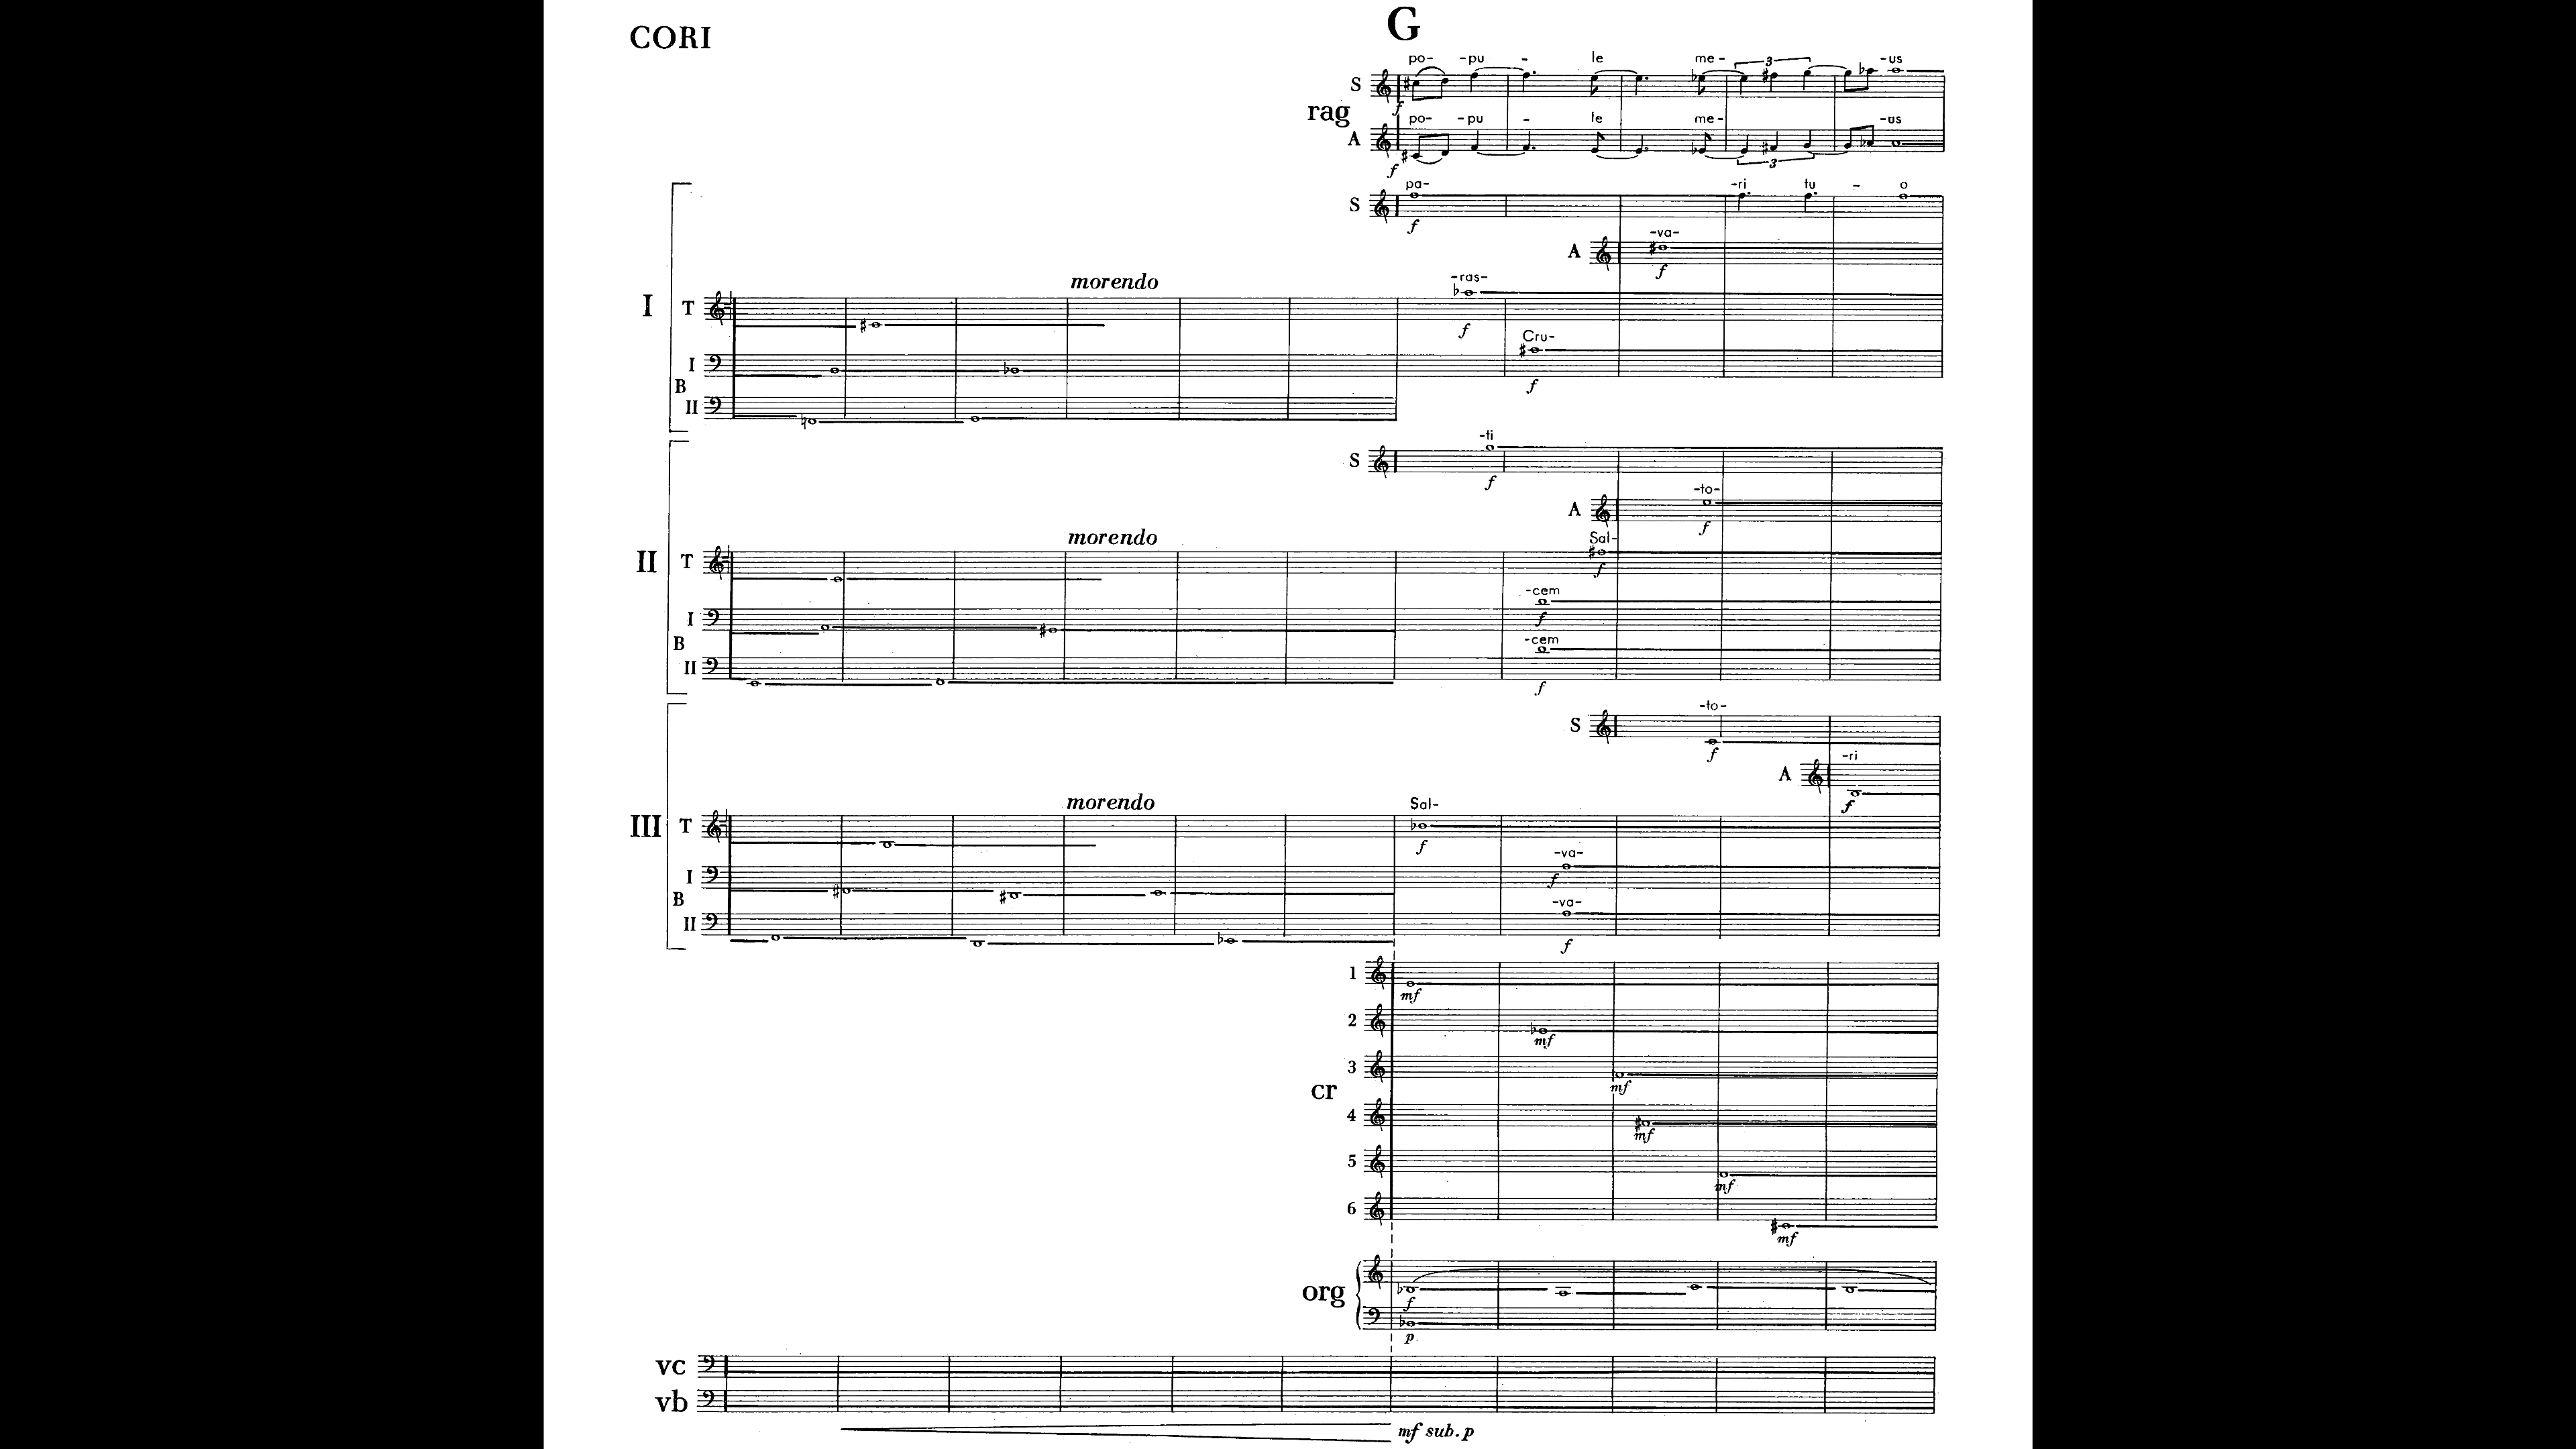 CORI
G
po- -pu - le me- 3 -us
S
f
rag
po- -pu - le me- -us
A
f
3
pa- -ri tu - o
S
f
-va-
A
f
morendo
-ras-
I
T
f
Cru-
I
f
B
II
-ti
S
f
-to-
A
f
morendo
Sal-
II
T
f
-cem
I
f
B
-cem
II
f
-to-
S
f
-ri
A
f
morendo
Sal-
III
T
f
-va-
I
f
B
-va-
II
f
1
mf
2
mf
3
mf
cr
4
mf
5
mf
6
mf
org
f
p
vc
vb
mf sub. p